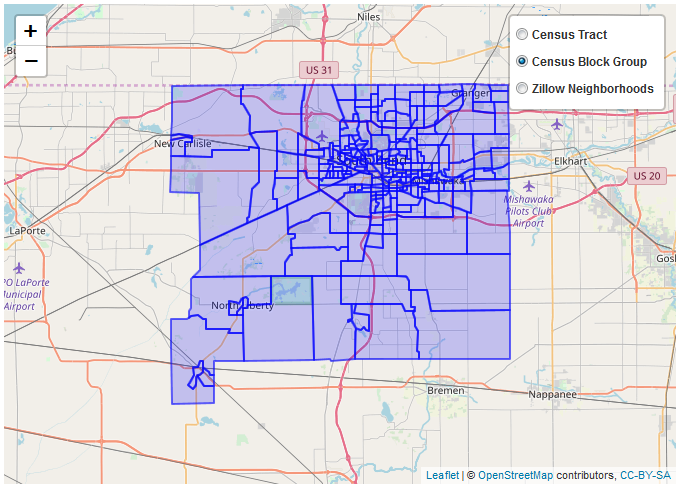 +
−
Niles
US 31
Census Tract
Census Block Group
Zillow Neighborhoods
Granger
New Carlisle
Elkhart
US 20
Mishawaka
Pilots Club
Airport
LaPorte
Gosh
PO LaPorte
Municipal
Airport
North Liberty
Bremen
Nappanee
Leaflet | © OpenStreetMap contributors, CC-BY-SA